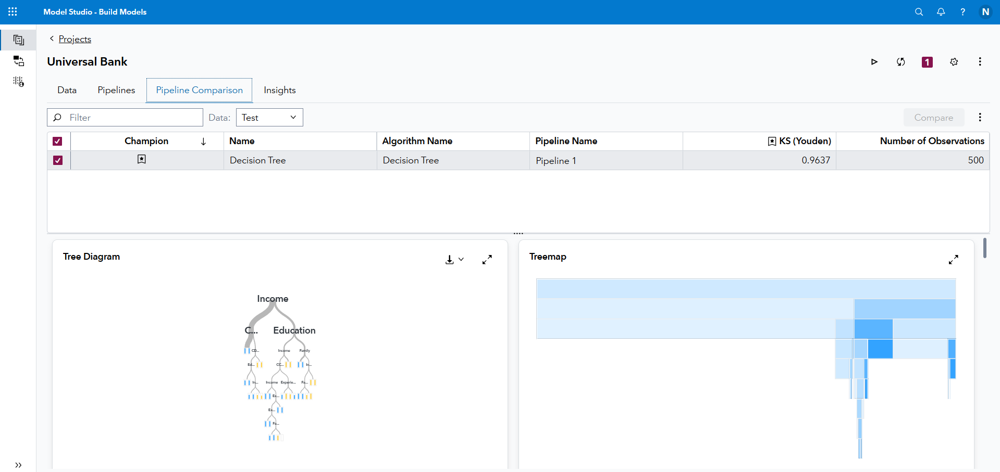 Model Studio - Build Models
N
Projects
Universal Bank
1
Data Pipelines Pipeline Comparison Insights
Filter Data: Test Compare
Champion Name Algorithm Name Pipeline Name KS (Youden) Number of Observations
Decision Tree Decision Tree Pipeline 1 0.9637 500
Tree Diagram
Treemap
Income
C... Education
CD... Income Family
Ed... CC... In...
In... Income Experie... Fa...
Ex...
Ex...
Fa...